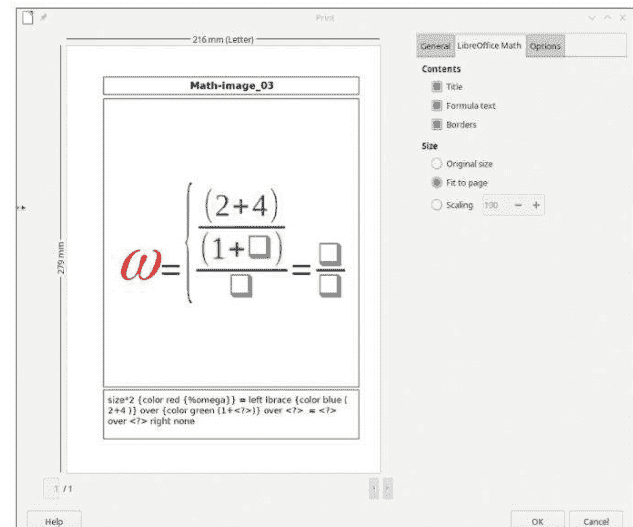 Print
216 mm (Letter)
279 mm
Math-image_03
ω = { (2+4) / (1+□) / □ = □ / □
size*2 {color red {%omega}} = left lbrace {color blue (
2+4 )} over {color green (1+<?>)} over <?> = <?>
over <?> right none
1 / 1
General LibreOffice Math Options
Contents
Title
Formula text
Borders
Size
Original size
Fit to page
Scaling 100 − +
Help
OK Cancel